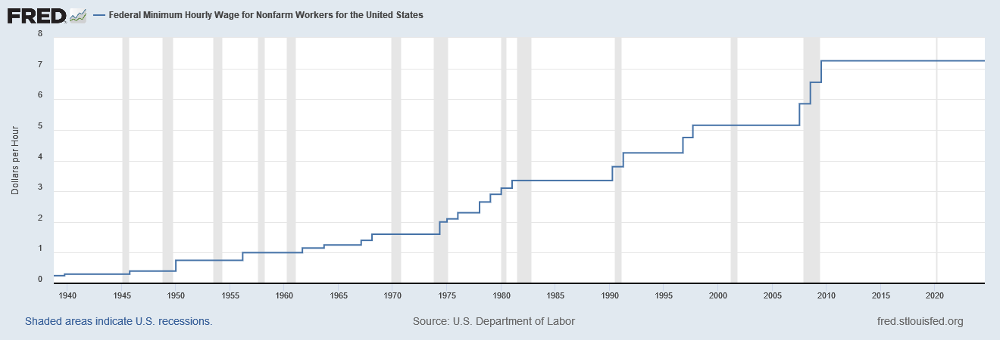 FRED
Federal Minimum Hourly Wage for Nonfarm Workers for the United States
8
7
6
5
4
3
2
1
0
Dollars per Hour
1940 1945 1950 1955 1960 1965 1970 1975 1980 1985 1990 1995 2000 2005 2010 2015 2020
Shaded areas indicate U.S. recessions. Source: U.S. Department of Labor fred.stlouisfed.org